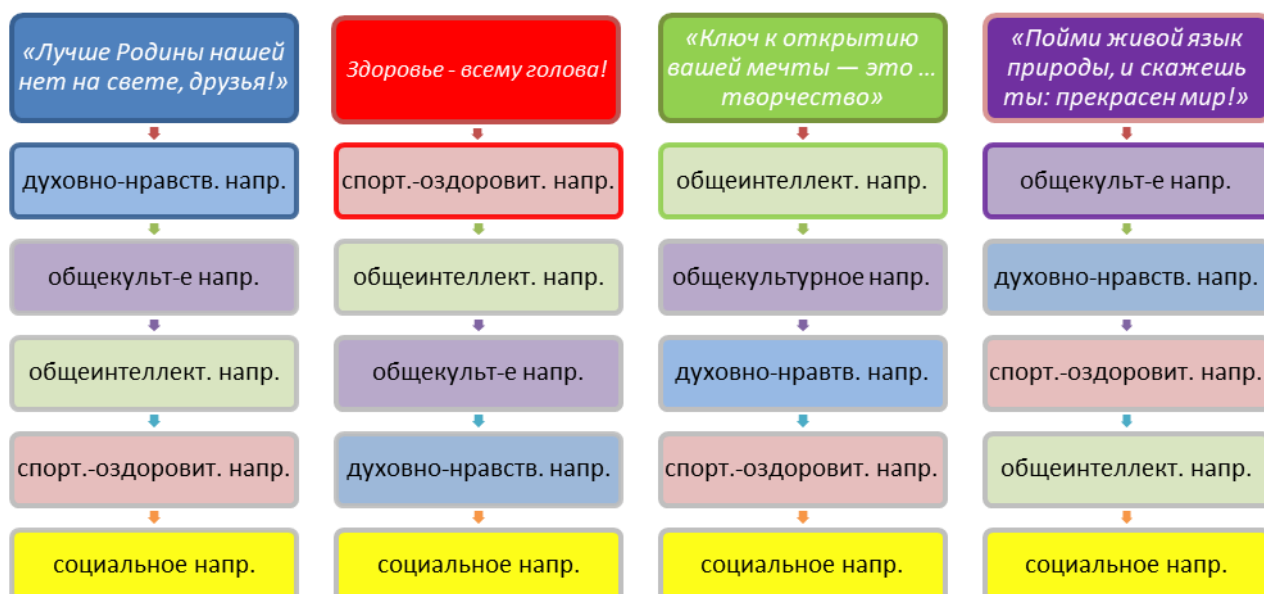 «Лучше Родины нашей
нет на свете, друзья!»
духовно-нравств. напр.
общекульт-е напр.
общеинтеллект. напр.
спорт.-оздоровит. напр.
социальное напр.
Здоровье - всему голова!
спорт.-оздоровит. напр.
общеинтеллект. напр.
общекульт-е напр.
духовно-нравств. напр.
социальное напр.
«Ключ к открытию
вашей мечты — это ...
творчество»
общеинтеллект. напр.
общекультурное напр.
духовно-нравтв. напр.
спорт.-оздоровит. напр.
социальное напр.
«Пойми живой язык
природы, и скажешь
ты: прекрасен мир!»
общекульт-е напр.
духовно-нравств. напр.
спорт.-оздоровит. напр.
общеинтеллект. напр.
социальное напр.